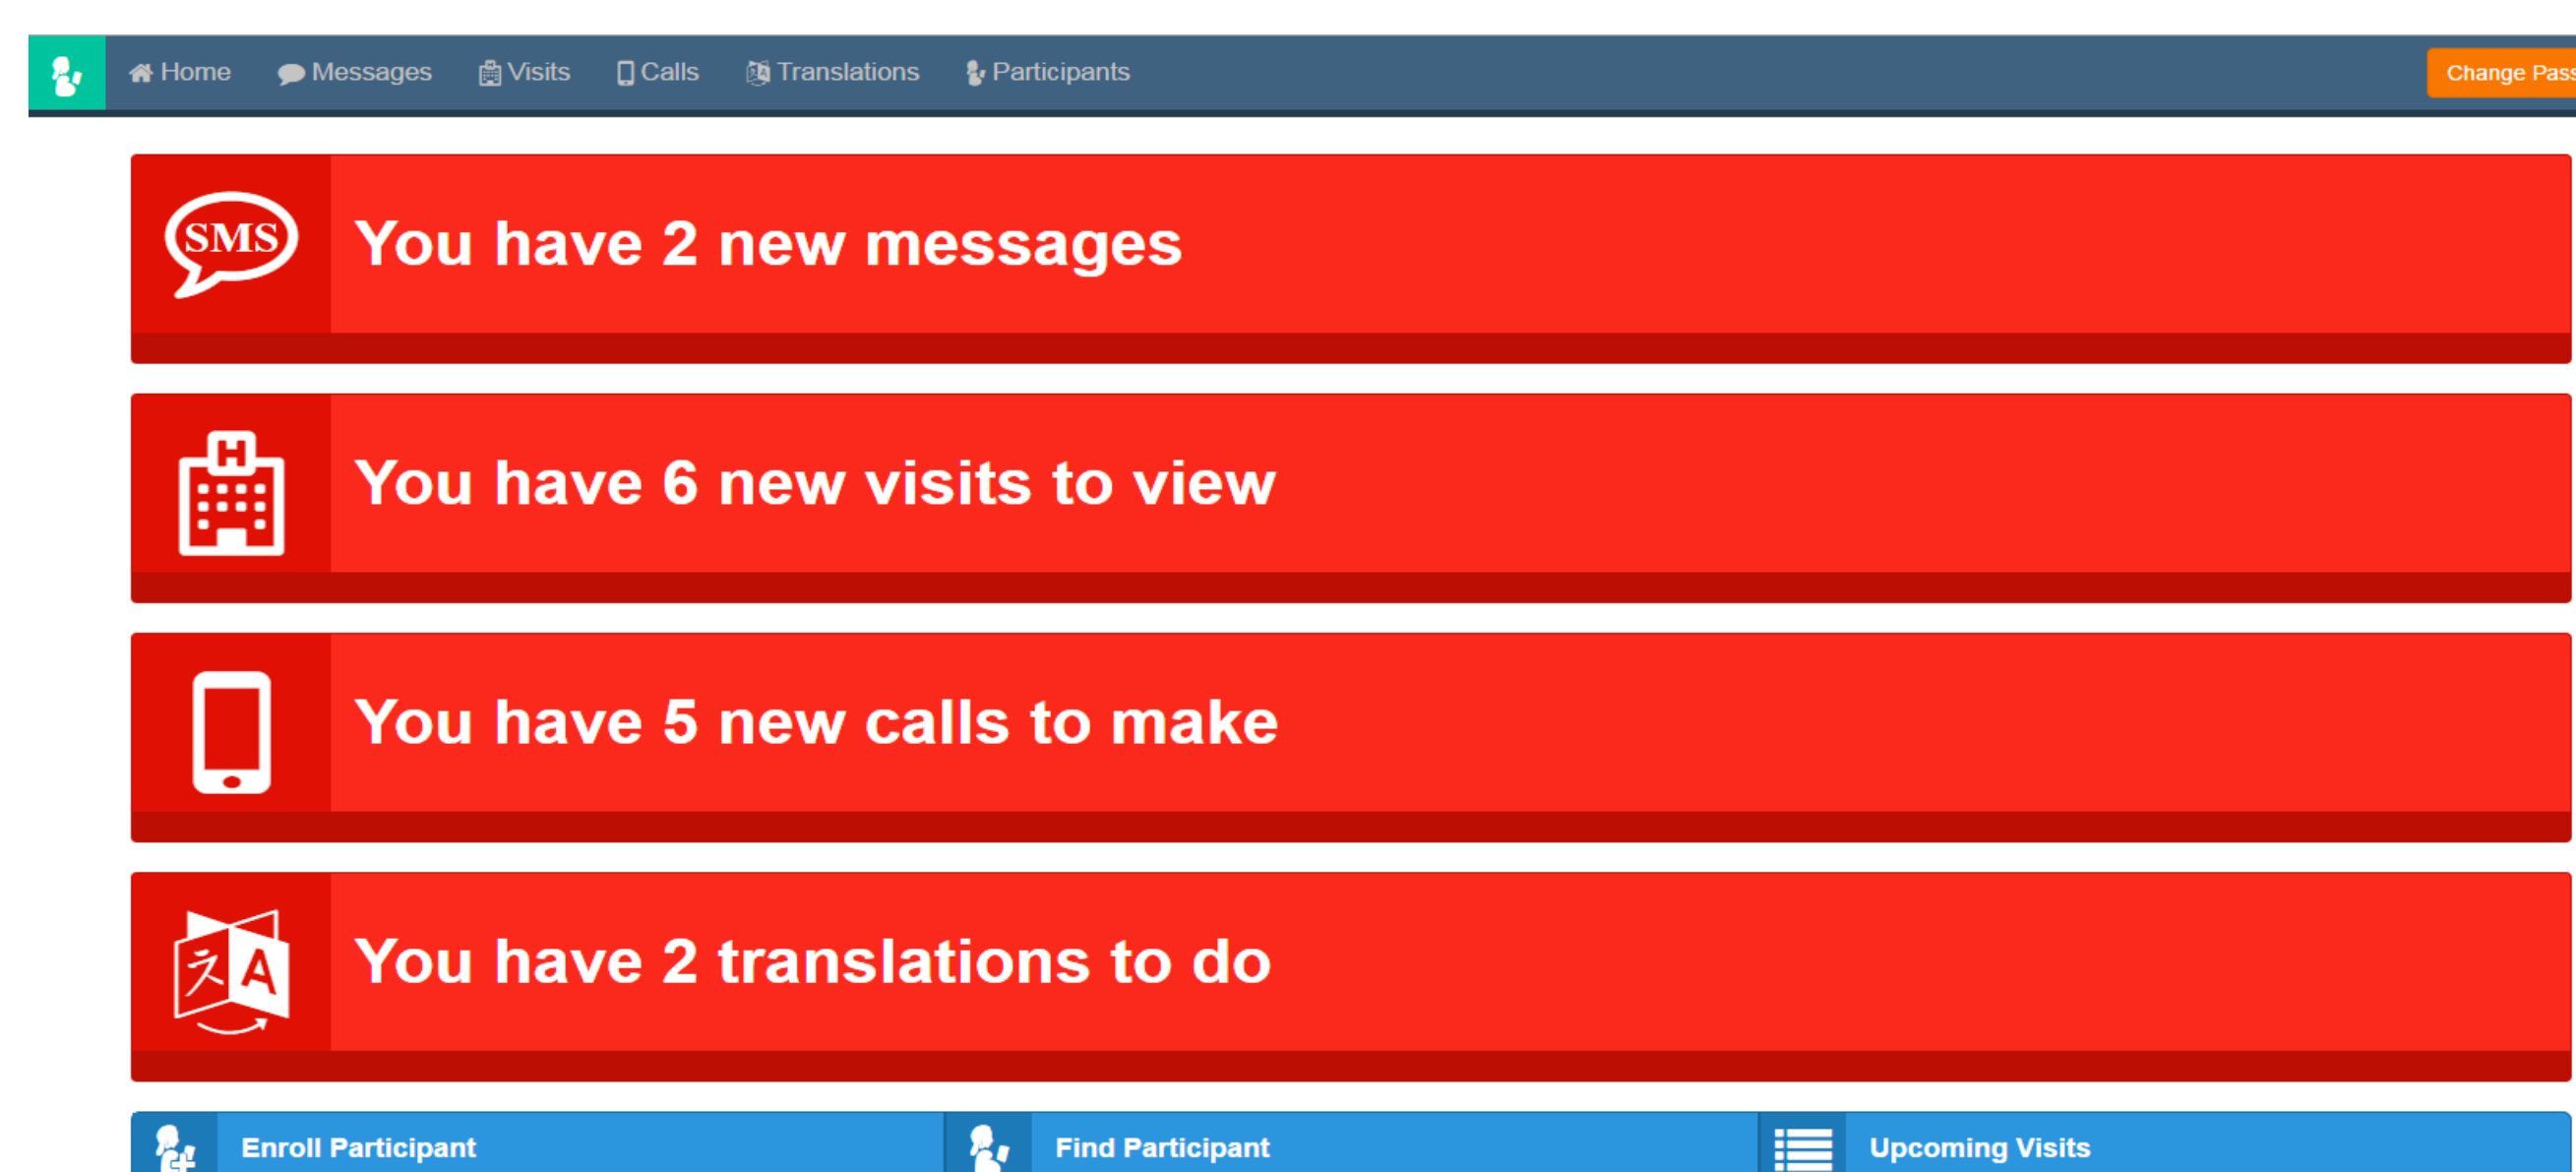 Home Messages Visits Calls Translations Participants Change Pass
SMS You have 2 new messages
H You have 6 new visits to view
You have 5 new calls to make
A You have 2 translations to do
Enroll Participant Find Participant Upcoming Visits